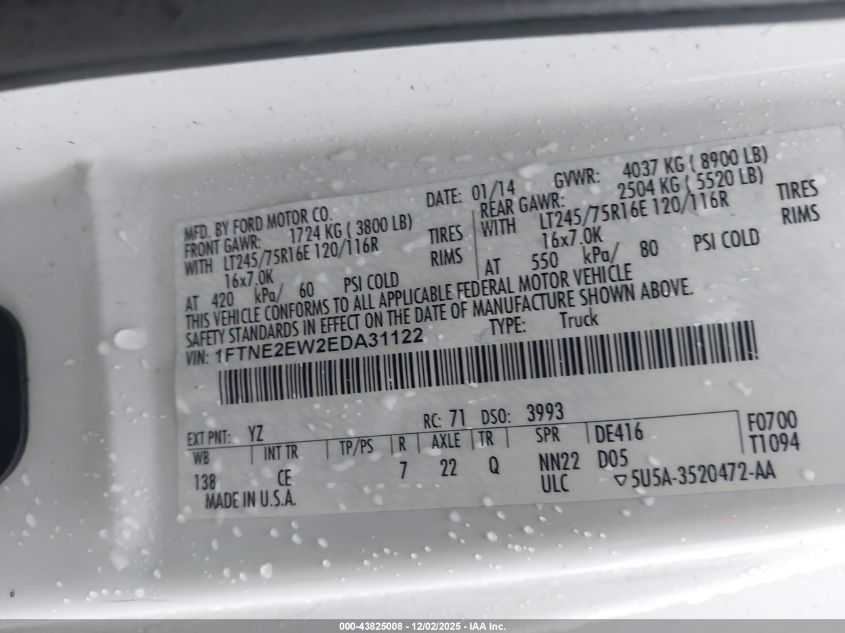 MFD. BY FORD MOTOR CO.
DATE: 01/14 GVWR: 4037 KG ( 8900 LB)
FRONT GAWR: 1724 KG ( 3800 LB)
REAR GAWR: 2504 KG ( 5520 LB)
WITH LT245/75R16E 120/116R TIRES
WITH LT245/75R16E 120/116R TIRES
16x7.0K RIMS
16x7.0K RIMS
AT 420 kPa/ 60 PSI COLD
AT 550 kPa/ 80 PSI COLD
THIS VEHICLE CONFORMS TO ALL APPLICABLE FEDERAL MOTOR VEHICLE
SAFETY STANDARDS IN EFFECT ON THE DATE OF MANUFACTURE SHOWN ABOVE.
VIN: 1FTNE2EW2EDA31122 TYPE: Truck
EXT PNT: YZ RC: 71 DSO: 3993
WB INT TR TP/PS R AXLE TR SPR DE416 F0700
138 CE 7 22 Q NN22 D05 T1094
MADE IN U.S.A. ULC 5U5A-3520472-AA
000-43825008 - 12/02/2025 - IAA Inc.